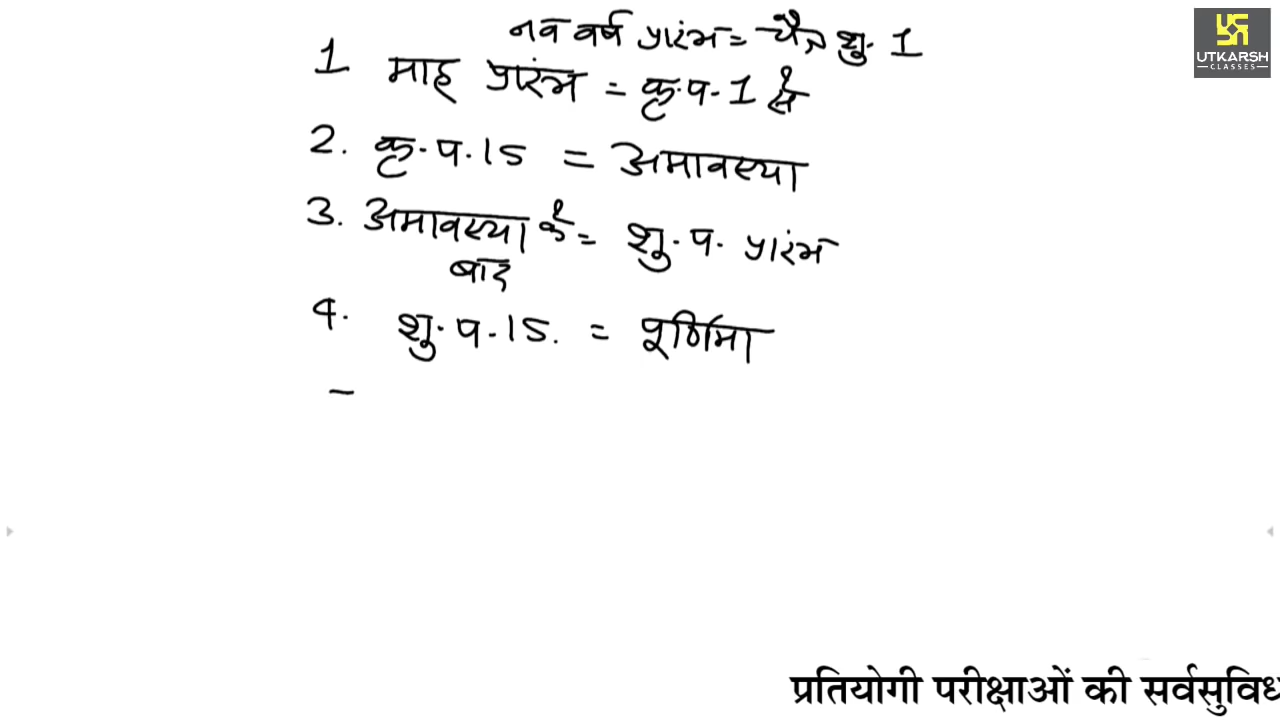 नव वर्ष प्रारंभ = चैत्र शु. 1
1 माह प्रारंभ = कृ.प.1 से
2. कृ.प.15 = अमावस्या
3. अमावस्या के = शु.प. प्रारंभ
बाद
4. शु.प.15. = पूर्णिमा
UTKARSH
CLASSES
प्रतियोगी परीक्षाओं की सर्वसुविध